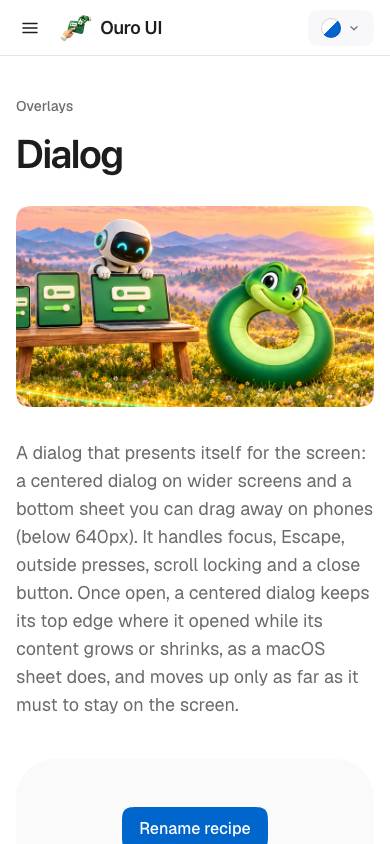 Ouro UI
Overlays
Dialog
A dialog that presents itself for the screen:
a centered dialog on wider screens and a
bottom sheet you can drag away on phones
(below 640px). It handles focus, Escape,
outside presses, scroll locking and a close
button. Once open, a centered dialog keeps
its top edge where it opened while its
content grows or shrinks, as a macOS
sheet does, and moves up only as far as it
must to stay on the screen.
Rename recipe